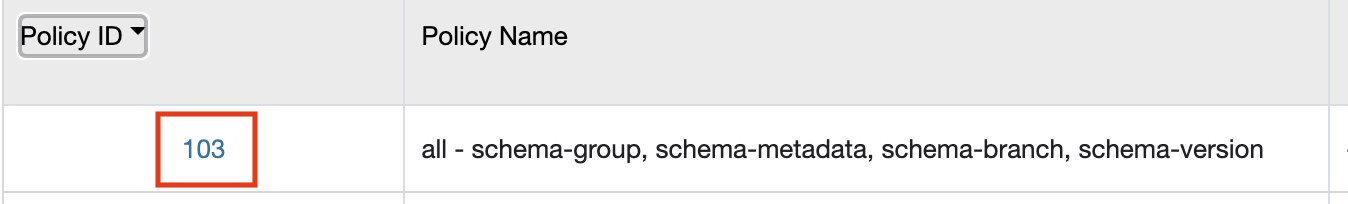 Policy ID
Policy Name
103
all - schema-group, schema-metadata, schema-branch, schema-version